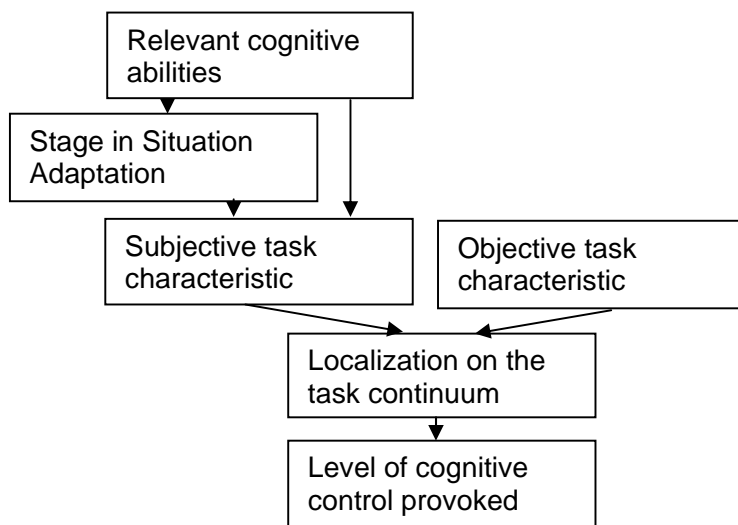 Relevant cognitive
abilities
Stage in Situation
Adaptation
Subjective task
characteristic
Objective task
characteristic
Localization on the
task continuum
Level of cognitive
control provoked